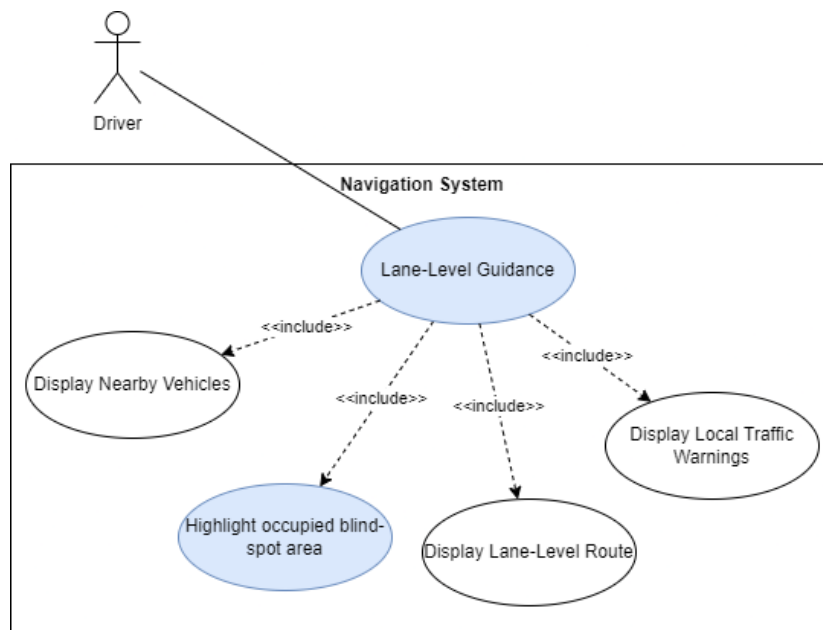 Driver
Navigation System
Lane-Level Guidance
<<include>>
Display Nearby Vehicles
<<include>>
Highlight occupied blind-
spot area
<<include>>
Display Lane-Level Route
<<include>>
Display Local Traffic
Warnings